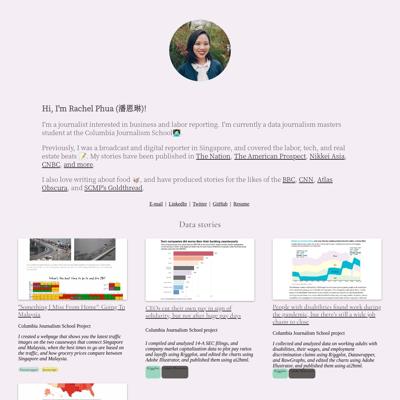 Hi, I'm Rachel Phua (潘恩琳)!
I'm a journalist interested in business and labor reporting. I'm currently a data journalism masters
student at the Columbia Journalism School
Previously, I was a broadcast and digital reporter in Singapore, and covered the labor, tech, and real
estate beats. My stories have been published in The Nation, The American Prospect, Nikkei Asia,
CNBC, and more.
I also love writing about food, and have produced stories for the likes of the BBC, CNN, Atlas
Obscura, and SCMP's Goldthread.
E-mail | LinkedIn | Twitter | GitHub | Resume
Data stories
"Something I Miss From Home": Going To
Malaysia
Columbia Journalism School project
I created a webpage that shows you the latest traffic
images on the two causeways that connect Singapore
and Malaysia, when the best times to go are based on
the traffic, and how grocery prices compare between
Singapore and Malaysia.
CEOs cut their own pay in sign of
solidarity, but not after huge pay days
Columbia Journalism School project
I compiled and analyzed 14-A SEC filings, and
company market capitalization data to plot pay ratios
and layoffs using R/ggplot, and edited the charts using
Adobe Illustrator, and published them using ai2html.
People with disabilities found work during
the pandemic, but there's still a wide job
chasm to close
Columbia Journalism School project
I collected and analyzed data on working adults with
disabilities, their wages, and employment
discrimination claims using R/ggplot, Datawrapper,
and RawGraphs, and edited the charts using Adobe
Illustrator, and published them using ai2html.